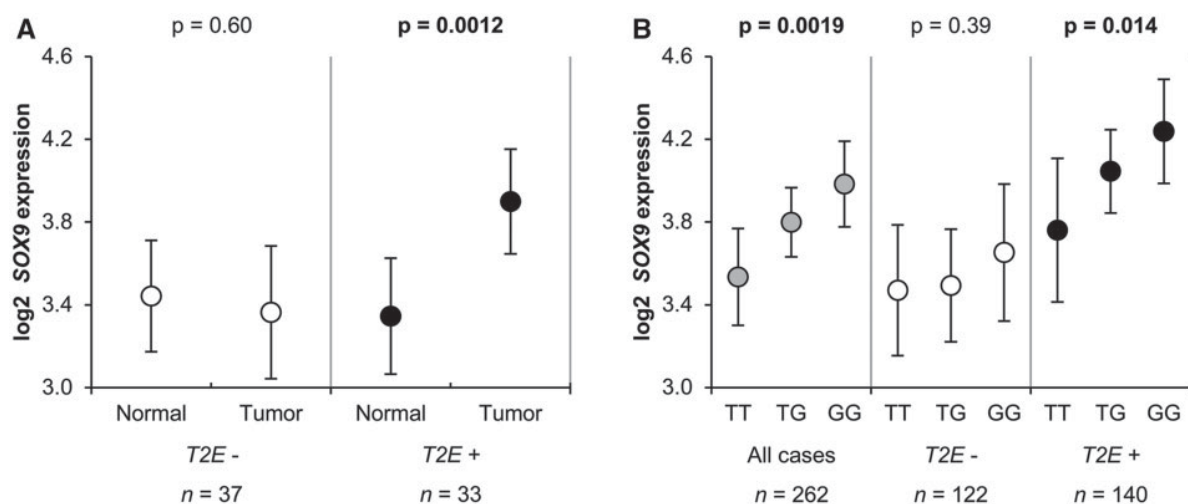 A
p = 0.60
p = 0.0012
log2 SOX9 expression
4.6
4.2
3.8
3.4
3.0
Normal
Tumor
Normal
Tumor
T2E -
T2E +
n = 37
n = 33
B
p = 0.0019
p = 0.39
p = 0.014
log2 SOX9 expression
4.6
4.2
3.8
3.4
3.0
TT TG GG TT TG GG TT TG GG
All cases
T2E -
T2E +
n = 262
n = 122
n = 140